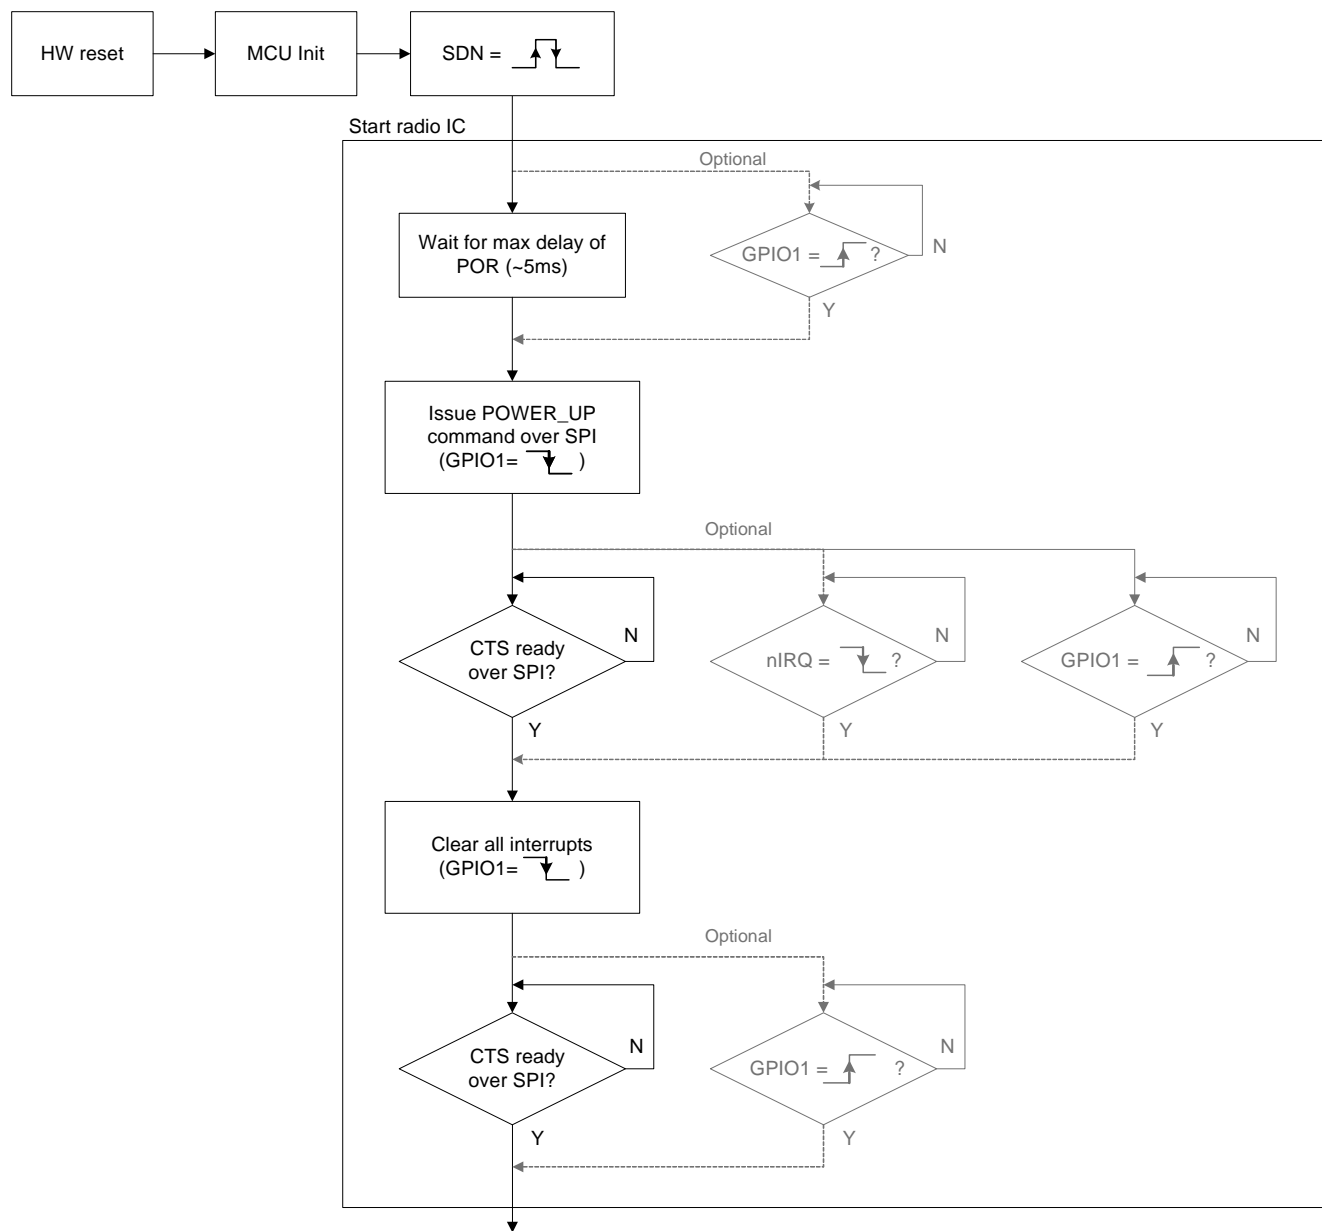 HW reset
MCU Init
SDN =
Start radio IC
Optional
Wait for max delay of
POR (~5ms)
GPIO1 = ?
N
Y
Issue POWER_UP
command over SPI
(GPIO1= )
Optional
CTS ready
over SPI?
N
Y
nIRQ = ?
N
Y
GPIO1 = ?
N
Y
Clear all interrupts
(GPIO1= )
Optional
CTS ready
over SPI?
N
Y
GPIO1 = ?
N
Y